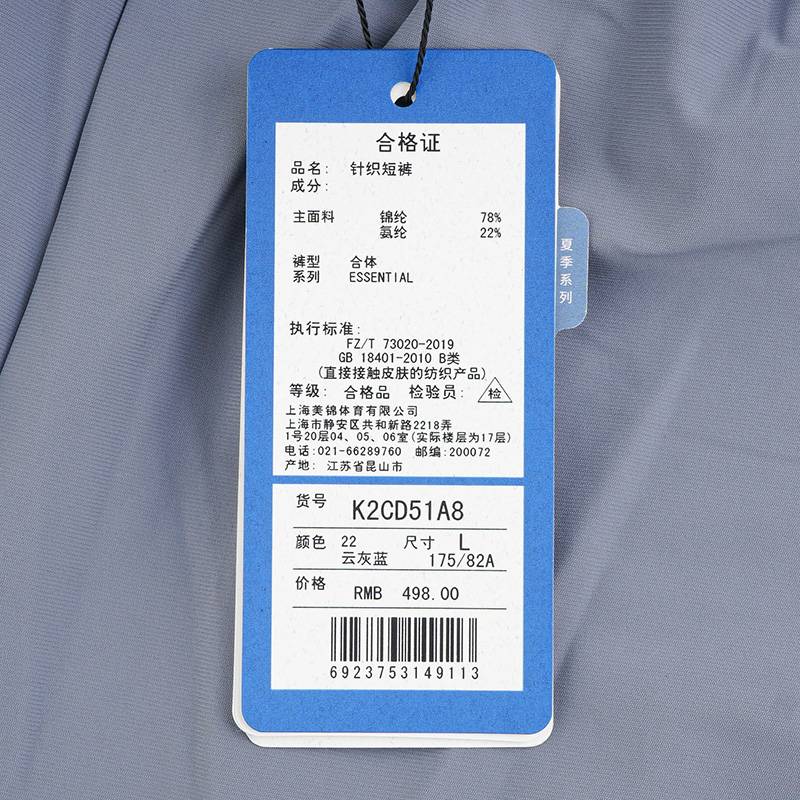 合格证
品名: 针织短裤
成分:
主面料 锦纶 78%
氨纶 22%
裤型 合体
系列 ESSENTIAL
执行标准:
FZ/T 73020-2019
GB 18401-2010 B类
(直接接触皮肤的纺织产品)
等级: 合格品 检验员: 检
上海美锦体育有限公司
上海市静安区共和新路2218弄
1号20层04、05、06室(实际楼层为17层)
电话:021-66289760 邮编:200072
产地: 江苏省昆山市
夏季系列
货号 K2CD51A8
颜色 22 尺寸 L
云灰蓝 175/82A
价格 RMB 498.00
6923753149113